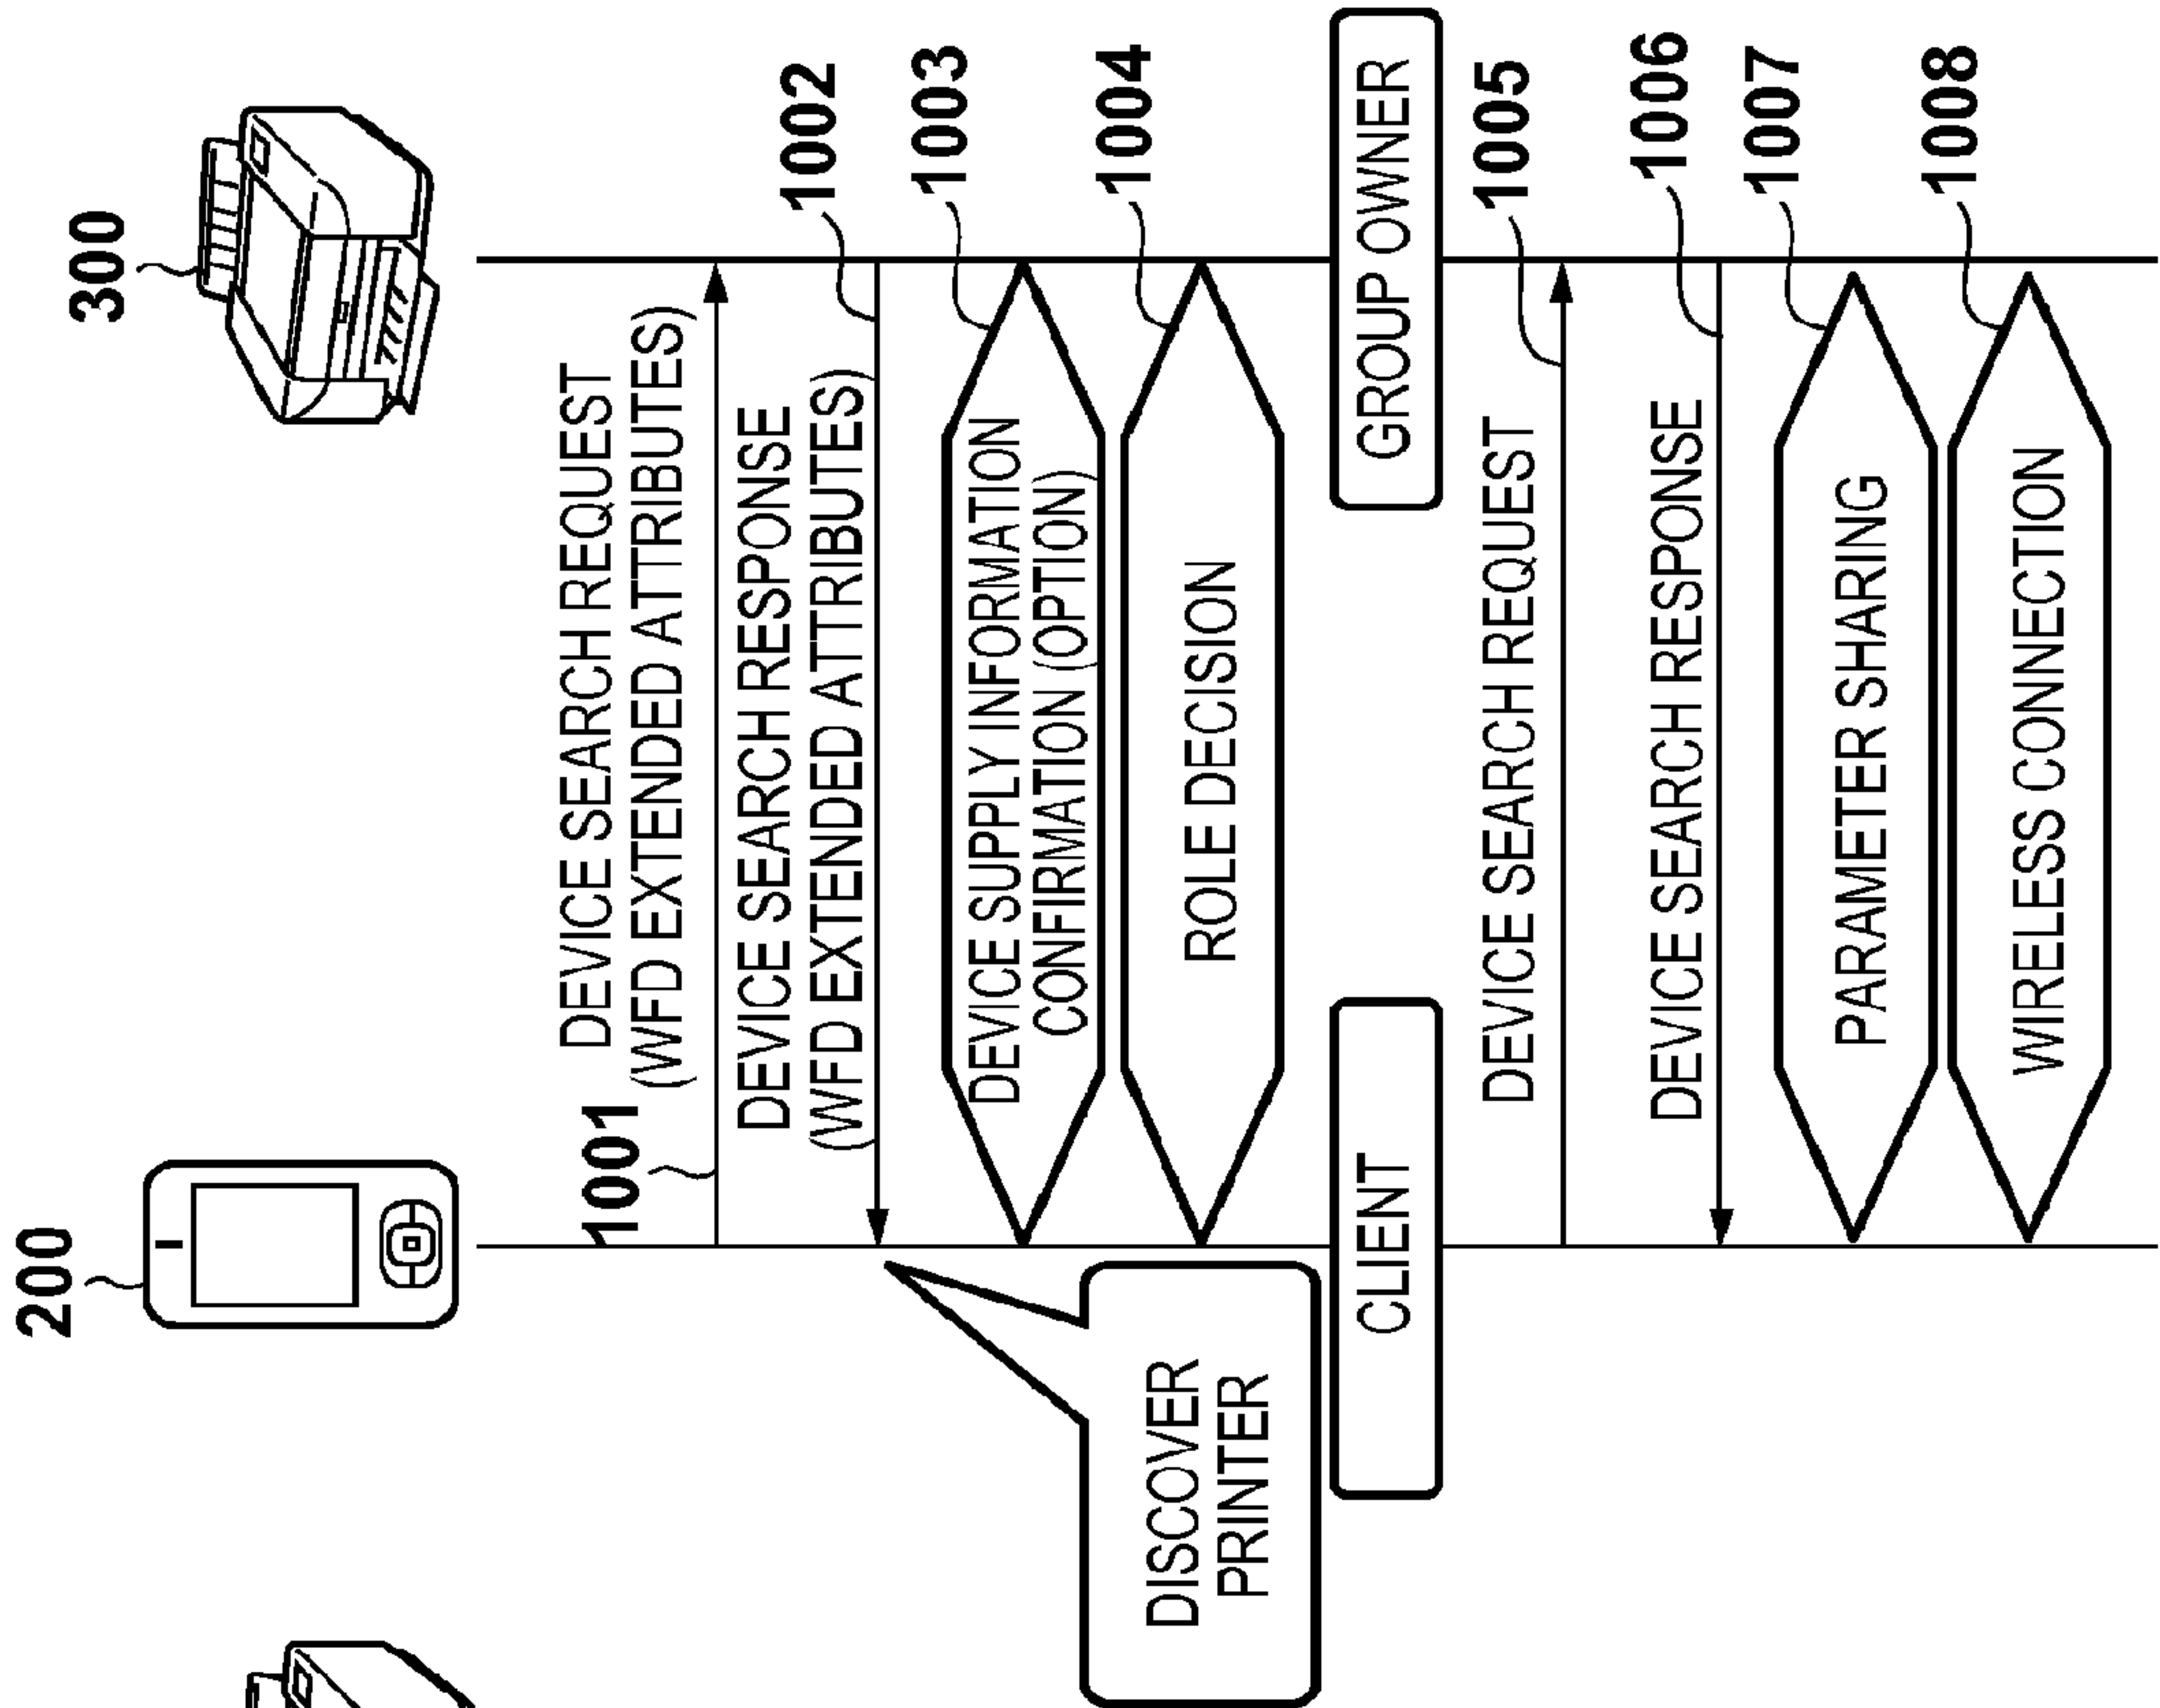 200
300
1001
DEVICE SEARCH REQUEST
(WFD EXTENDED ATTRIBUTES)
DEVICE SEARCH RESPONSE
(WFD EXTENDED ATTRIBUTES)
1002
DEVICE SUPPLY INFORMATION
CONFIRMATION (OPTION)
1003
DISCOVER
PRINTER
ROLE DECISION
1004
CLIENT
GROUP OWNER
DEVICE SEARCH REQUEST
1005
DEVICE SEARCH RESPONSE
1006
PARAMETER SHARING
1007
WIRELESS CONNECTION
1008